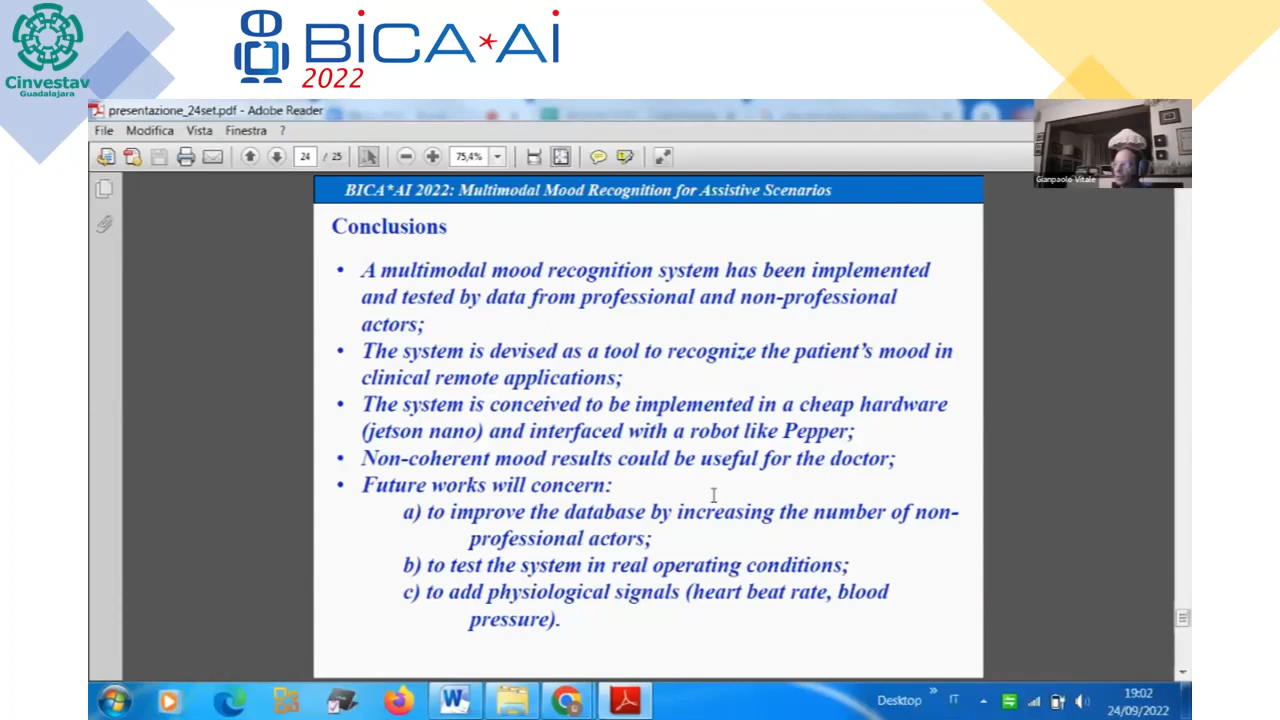 Cinvestav
Guadalajara
BiCA*Ai
2022
presentazione_24set.pdf - Adobe Reader
File Modifica Vista Finestra ?
24 / 25 75,4%
Gianpaolo Vitale
BICA*AI 2022: Multimodal Mood Recognition for Assistive Scenarios
Conclusions
• A multimodal mood recognition system has been implemented
and tested by data from professional and non-professional
actors;
• The system is devised as a tool to recognize the patient's mood in
clinical remote applications;
• The system is conceived to be implemented in a cheap hardware
(jetson nano) and interfaced with a robot like Pepper;
• Non-coherent mood results could be useful for the doctor;
• Future works will concern:
a) to improve the database by increasing the number of non-
professional actors;
b) to test the system in real operating conditions;
c) to add physiological signals (heart beat rate, blood
pressure).
Desktop » IT 19:02
24/09/2022